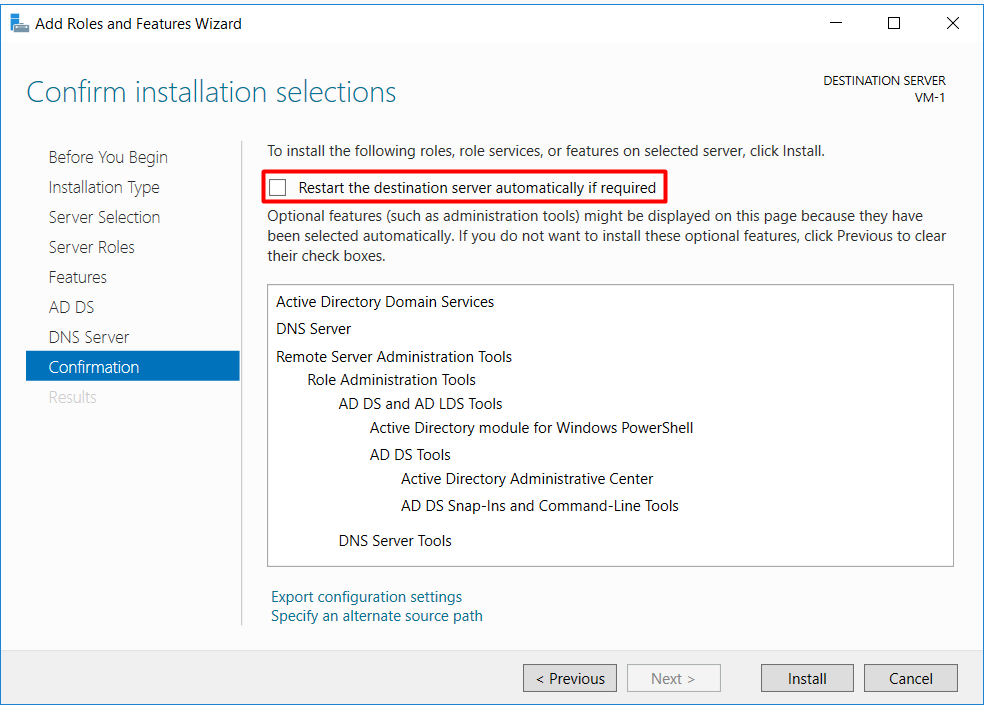 Add Roles and Features Wizard
Confirm installation selections
DESTINATION SERVER
VM-1
Before You Begin
Installation Type
Server Selection
Server Roles
Features
AD DS
DNS Server
Confirmation
Results
To install the following roles, role services, or features on selected server, click Install.
Restart the destination server automatically if required
Optional features (such as administration tools) might be displayed on this page because they have
been selected automatically. If you do not want to install these optional features, click Previous to clear
their check boxes.
Active Directory Domain Services
DNS Server
Remote Server Administration Tools
Role Administration Tools
AD DS and AD LDS Tools
Active Directory module for Windows PowerShell
AD DS Tools
Active Directory Administrative Center
AD DS Snap-Ins and Command-Line Tools
DNS Server Tools
Export configuration settings
Specify an alternate source path
< Previous
Next >
Install
Cancel